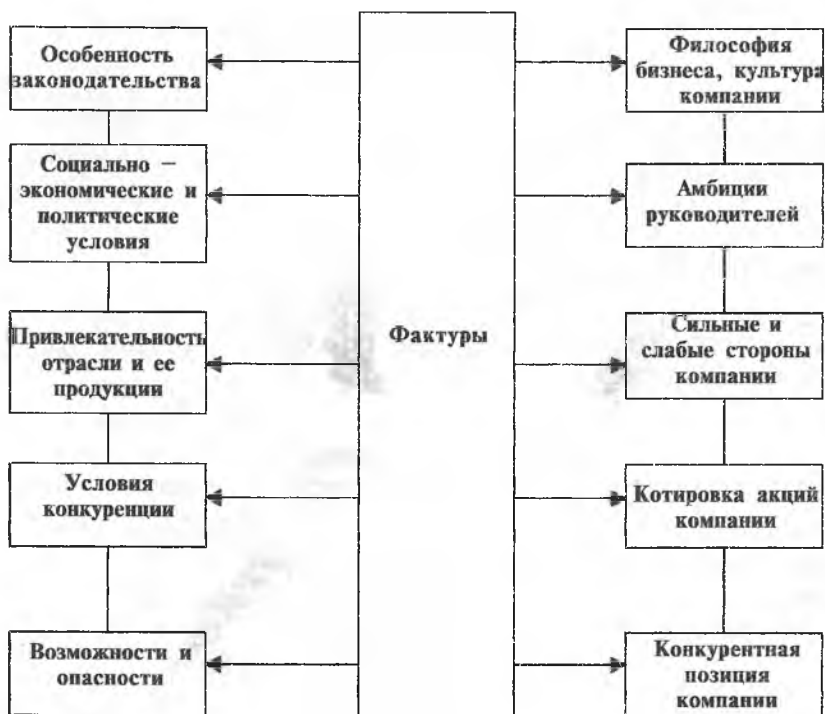 Особенность
законодательства
Социально –
экономические и
политические
условия
Привлекательность
отрасли и ее
продукции
Условия
конкуренции
Возможности и
опасности
Фактуры
Философия
бизнеса, культура
компании
Амбиции
руководителей
Сильные и
слабые стороны
компании
Котировка акций
компании
Конкурентная
позиция
компании